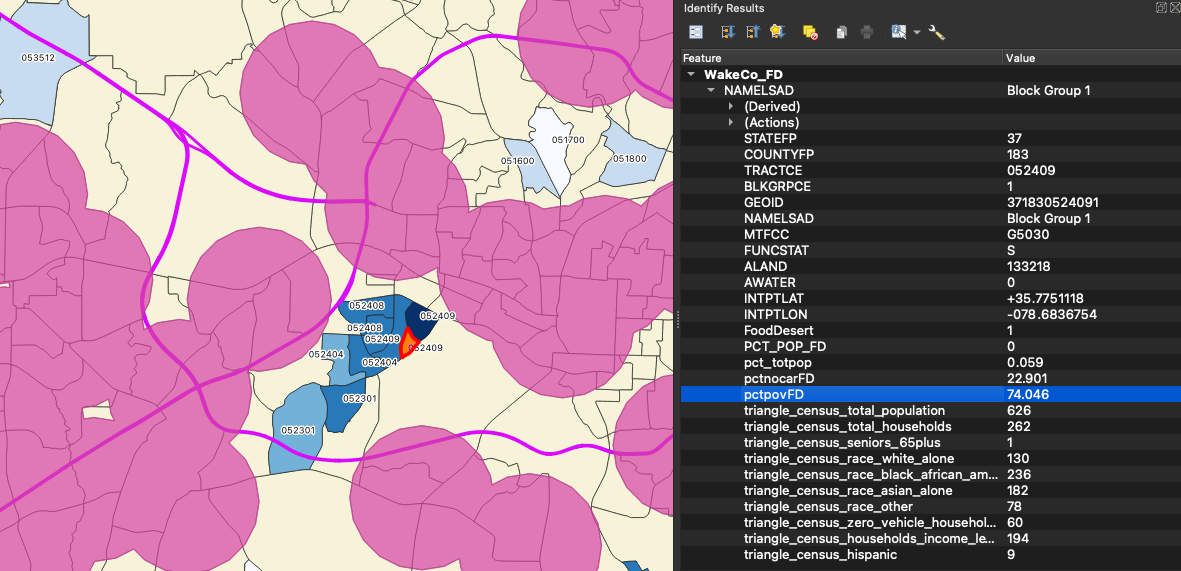 053512
051700
051600
051800
052408
052409
052408
052409
052409
052404
052404
052301
052301
Identify Results
Feature Value
WakeCo_FD
NAMELSAD Block Group 1
(Derived)
(Actions)
STATEFP 37
COUNTYFP 183
TRACTCE 052409
BLKGRPCE 1
GEOID 371830524091
NAMELSAD Block Group 1
MTFCC G5030
FUNCSTAT S
ALAND 133218
AWATER 0
INTPTLAT +35.7751118
INTPTLON -078.6836754
FoodDesert 1
PCT_POP_FD 0
pct_totpop 0.059
pctnocarFD 22.901
pctpovFD 74.046
triangle_census_total_population 626
triangle_census_total_households 262
triangle_census_seniors_65plus 1
triangle_census_race_white_alone 130
triangle_census_race_black_african_am... 236
triangle_census_race_asian_alone 182
triangle_census_race_other 78
triangle_census_zero_vehicle_househol... 60
triangle_census_households_income_le... 194
triangle_census_hispanic 9